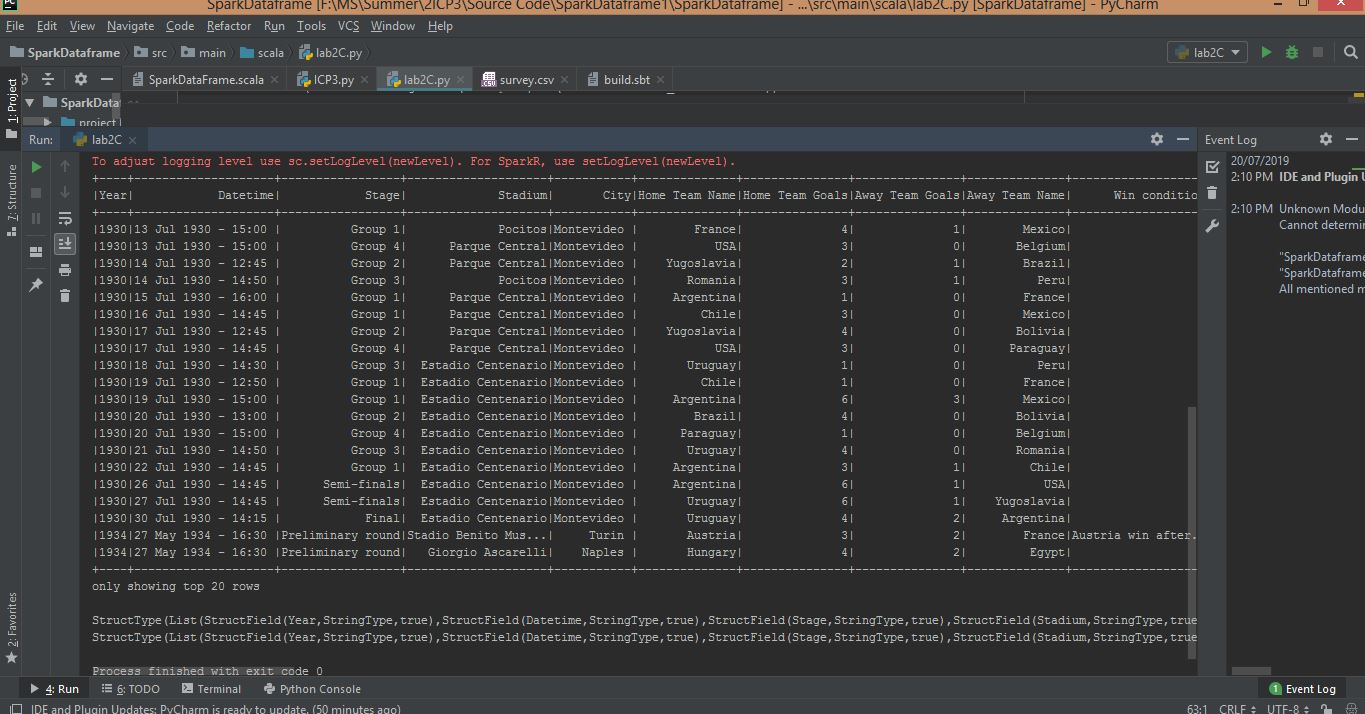 SparkDataframe [F:\MS\Summer\2ICP3\Source Code\SparkDataframe1\SparkDataframe] - ...\src\main\scala\lab2C.py [SparkDataframe] - PyCharm
File Edit View Navigate Code Refactor Run Tools VCS Window Help
SparkDataframe src main scala lab2C.py lab2C
SparkDataFrame.scala ICP3.py lab2C.py survey.csv build.sbt
1: Project
SparkDataf
project
Run: lab2C Event Log
To adjust logging level use sc.setLogLevel(newLevel). For SparkR, use setLogLevel(newLevel).
+----+--------------------+-----------------+------------------+-----------+--------------+---------------+---------------+--------------+------------------
|Year|            Datetime|            Stage|             Stadium|       City|Home Team Name|Home Team Goals|Away Team Goals|Away Team Name|      Win conditio
+----+--------------------+-----------------+------------------+-----------+--------------+---------------+---------------+--------------+------------------
|1930|13 Jul 1930 - 15:00 |          Group 1|             Pocitos|Montevideo |        France|              4|              1|        Mexico|
|1930|13 Jul 1930 - 15:00 |          Group 4|      Parque Central|Montevideo |           USA|              3|              0|       Belgium|
|1930|14 Jul 1930 - 12:45 |          Group 2|      Parque Central|Montevideo |    Yugoslavia|              2|              1|        Brazil|
|1930|14 Jul 1930 - 14:50 |          Group 3|             Pocitos|Montevideo |       Romania|              3|              1|          Peru|
|1930|15 Jul 1930 - 16:00 |          Group 1|      Parque Central|Montevideo |     Argentina|              1|              0|        France|
|1930|16 Jul 1930 - 14:45 |          Group 1|      Parque Central|Montevideo |         Chile|              3|              0|        Mexico|
|1930|17 Jul 1930 - 12:45 |          Group 2|      Parque Central|Montevideo |    Yugoslavia|              4|              0|       Bolivia|
|1930|17 Jul 1930 - 14:45 |          Group 4|      Parque Central|Montevideo |           USA|              3|              0|      Paraguay|
|1930|18 Jul 1930 - 14:30 |          Group 3|  Estadio Centenario|Montevideo |       Uruguay|              1|              0|          Peru|
|1930|19 Jul 1930 - 12:50 |          Group 1|  Estadio Centenario|Montevideo |         Chile|              1|              0|        France|
|1930|19 Jul 1930 - 15:00 |          Group 1|  Estadio Centenario|Montevideo |     Argentina|              6|              3|        Mexico|
|1930|20 Jul 1930 - 13:00 |          Group 2|  Estadio Centenario|Montevideo |        Brazil|              4|              0|       Bolivia|
|1930|20 Jul 1930 - 15:00 |          Group 4|  Estadio Centenario|Montevideo |      Paraguay|              1|              0|       Belgium|
|1930|21 Jul 1930 - 14:50 |          Group 3|  Estadio Centenario|Montevideo |       Uruguay|              4|              0|       Romania|
|1930|22 Jul 1930 - 14:45 |          Group 1|  Estadio Centenario|Montevideo |     Argentina|              3|              1|         Chile|
|1930|26 Jul 1930 - 14:45 |      Semi-finals|  Estadio Centenario|Montevideo |     Argentina|              6|              1|           USA|
|1930|27 Jul 1930 - 14:45 |      Semi-finals|  Estadio Centenario|Montevideo |       Uruguay|              6|              1|    Yugoslavia|
|1930|30 Jul 1930 - 14:15 |            Final|  Estadio Centenario|Montevideo |       Uruguay|              4|              2|     Argentina|
|1934|27 May 1934 - 16:30 |Preliminary round|Stadio Benito Mus...|     Turin |       Austria|              3|              2|        France|Austria win after.
|1934|27 May 1934 - 16:30 |Preliminary round|   Giorgio Ascarelli|    Naples |       Hungary|              4|              2|         Egypt|
+----+--------------------+-----------------+------------------+-----------+--------------+---------------+---------------+--------------+------------------
only showing top 20 rows
StructType(List(StructField(Year,StringType,true),StructField(Datetime,StringType,true),StructField(Stage,StringType,true),StructField(Stadium,StringType,true
StructType(List(StructField(Year,StringType,true),StructField(Datetime,StringType,true),StructField(Stage,StringType,true),StructField(Stadium,StringType,true
Process finished with exit code 0
20/07/2019
2:10 PM IDE and Plugin U
2:10 PM Unknown Modu
Cannot determin
"SparkDataframe
"SparkDataframe
All mentioned m
7: Structure
2: Favorites
4: Run 6: TODO Terminal Python Console 1 Event Log
IDE and Plugin Updates: PyCharm is ready to update. (50 minutes ago) 63:1 CRLF UTF-8